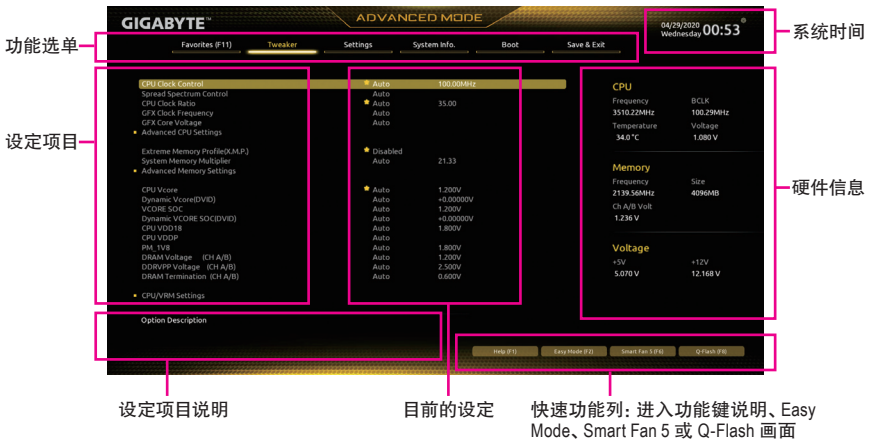 GIGABYTE™
ADVANCED MODE
04/29/2020
Wednesday 00:53
系统时间
功能选单
Favorites (F11) Tweaker Settings System Info. Boot Save & Exit
设定项目
CPU Clock Control Auto 100.00MHz
Spread Spectrum Control Auto
CPU Clock Ratio Auto 35.00
GFX Clock Frequency Auto
GFX Core Voltage Auto
Advanced CPU Settings
Extreme Memory Profile(X.M.P.) Disabled
System Memory Multiplier Auto 21.33
Advanced Memory Settings
CPU Vcore Auto 1.200V
Dynamic Vcore(DVID) Auto +0.00000V
VCORE SOC Auto 1.200V
Dynamic VCORE SOC(DVID) Auto +0.00000V
CPU VDD18 Auto 1.800V
CPU VDDP Auto
PM_1V8 Auto 1.800V
DRAM Voltage (CH A/B) Auto 1.200V
DDRVPP Voltage (CH A/B) Auto 2.500V
DRAM Termination (CH A/B) Auto 0.600V
CPU/VRM Settings
CPU
Frequency BCLK
3510.22MHz 100.29MHz
Temperature Voltage
34.0 °C 1.080 V
Memory
Frequency Size
2139.56MHz 4096MB
Ch A/B Volt
1.236 V
Voltage
+5V +12V
5.070 V 12.168 V
硬件信息
Option Description
Help (F1) Easy Mode (F2) Smart Fan 5 (F6) Q-Flash (F8)
设定项目说明
目前的设定
快速功能列: 进入功能键说明、Easy
Mode、Smart Fan 5 或 Q-Flash 画面